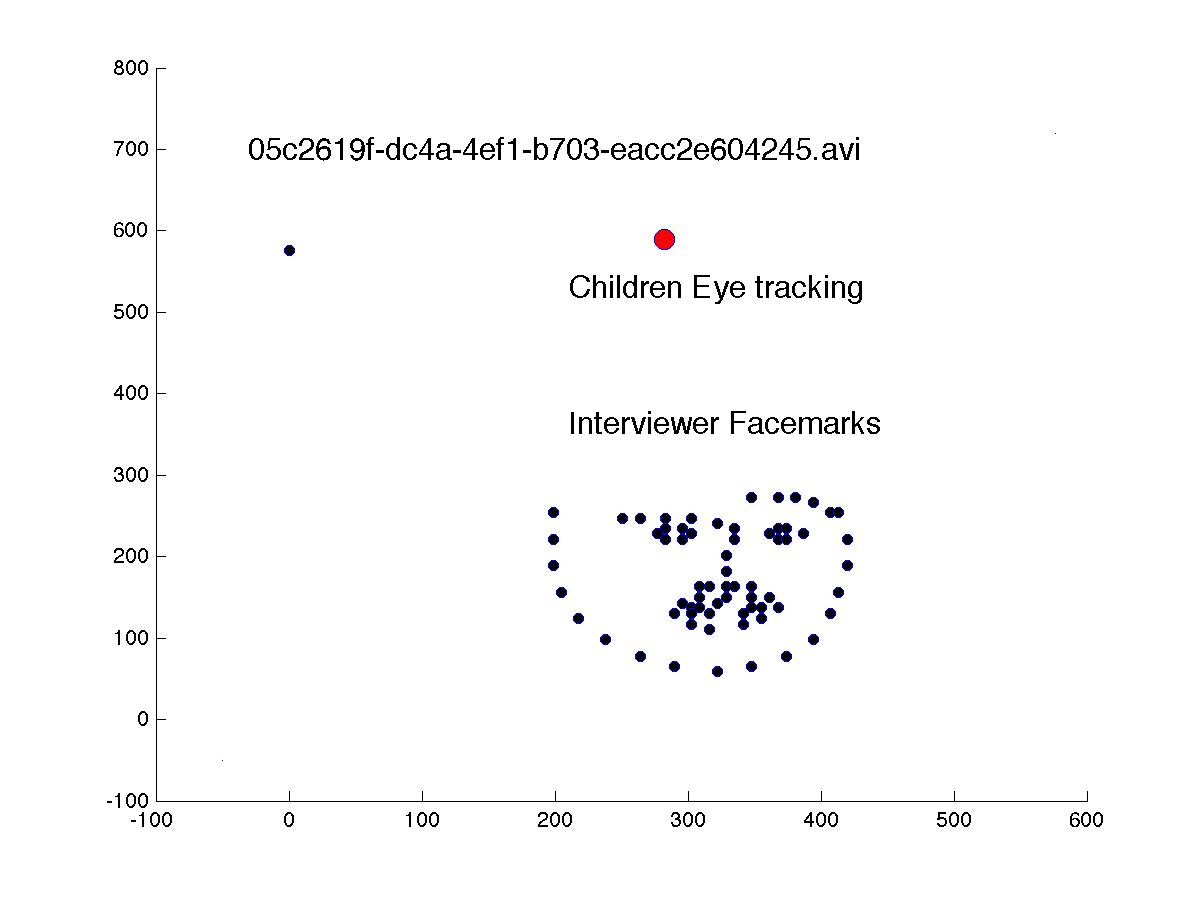 800
700
05c2619f-dc4a-4ef1-b703-eacc2e604245.avi
600
Children Eye tracking
500
400
Interviewer Facemarks
300
200
100
0
-100
-100 0 100 200 300 400 500 600